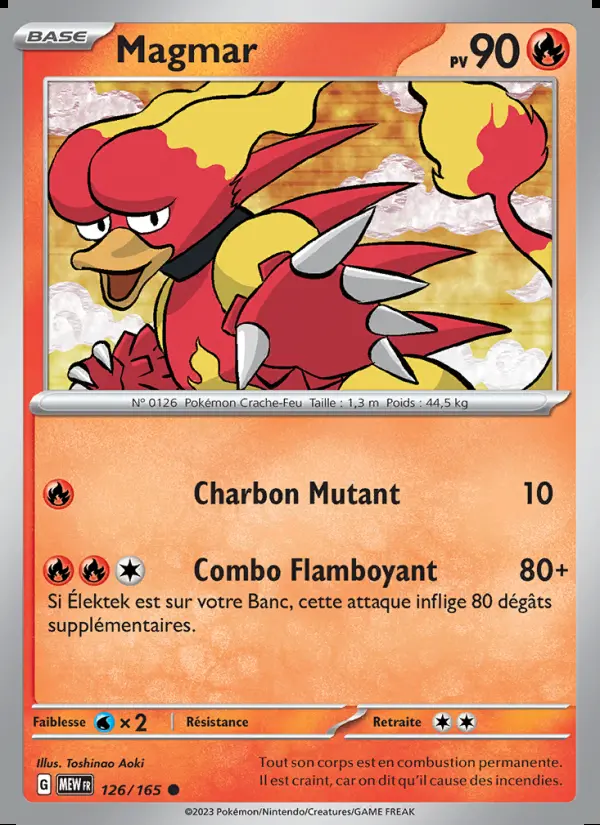 BASE
Magmar
PV 90
N° 0126 Pokémon Crache-Feu Taille : 1,3 m Poids : 44,5 kg
Charbon Mutant 10
Combo Flamboyant 80+
Si Élektek est sur votre Banc, cette attaque inflige 80 dégâts
supplémentaires.
Faiblesse ×2 Résistance Retraite
Illus. Toshinao Aoki
G MEW FR 126/165
Tout son corps est en combustion permanente.
Il est craint, car on dit qu'il cause des incendies.
©2023 Pokémon/Nintendo/Creatures/GAME FREAK